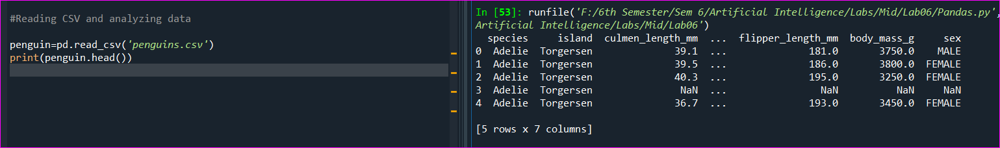 #Reading CSV and analyzing data
penguin=pd.read_csv('penguins.csv')
print(penguin.head())
In [53]: runfile('F:/6th Semester/Sem 6/Artificial Intelligence/Labs/Mid/Lab06/Pandas.py',
Artificial Intelligence/Labs/Mid/Lab06')
  species     island  culmen_length_mm  ...  flipper_length_mm  body_mass_g     sex
0  Adelie  Torgersen              39.1  ...              181.0       3750.0    MALE
1  Adelie  Torgersen              39.5  ...              186.0       3800.0  FEMALE
2  Adelie  Torgersen              40.3  ...              195.0       3250.0  FEMALE
3  Adelie  Torgersen               NaN  ...                NaN          NaN     NaN
4  Adelie  Torgersen              36.7  ...              193.0       3450.0  FEMALE
[5 rows x 7 columns]